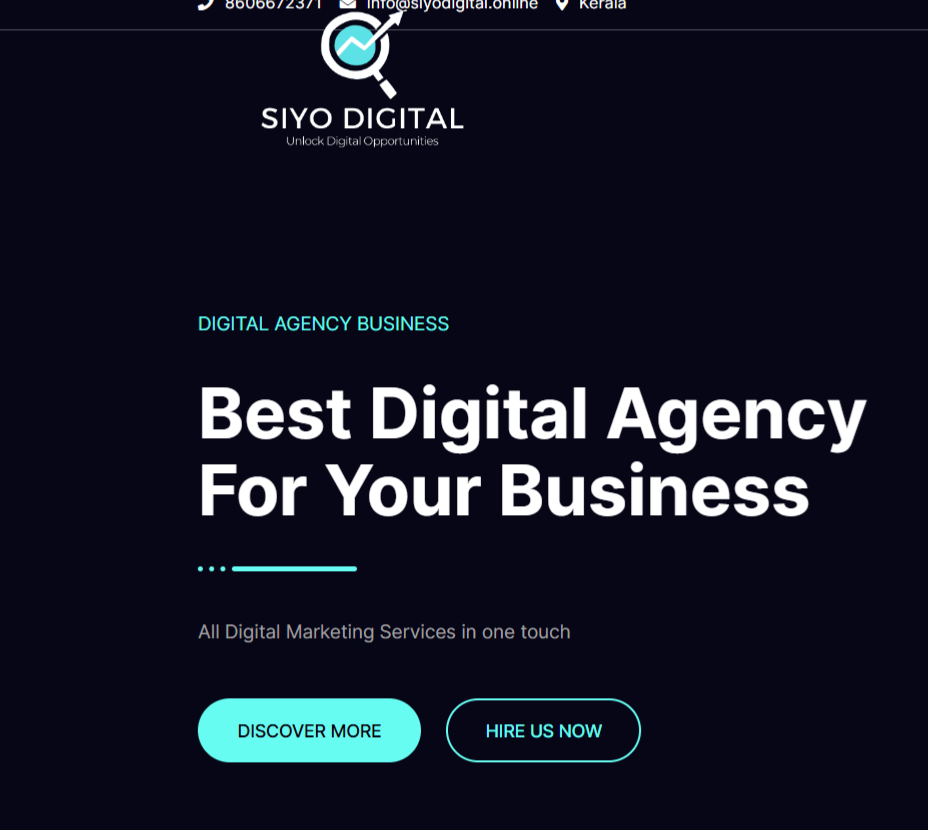 8606672371 info@siyodigital.online Kerala
SIYO DIGITAL
Unlock Digital Opportunities
DIGITAL AGENCY BUSINESS
Best Digital Agency
For Your Business
All Digital Marketing Services in one touch
DISCOVER MORE HIRE US NOW